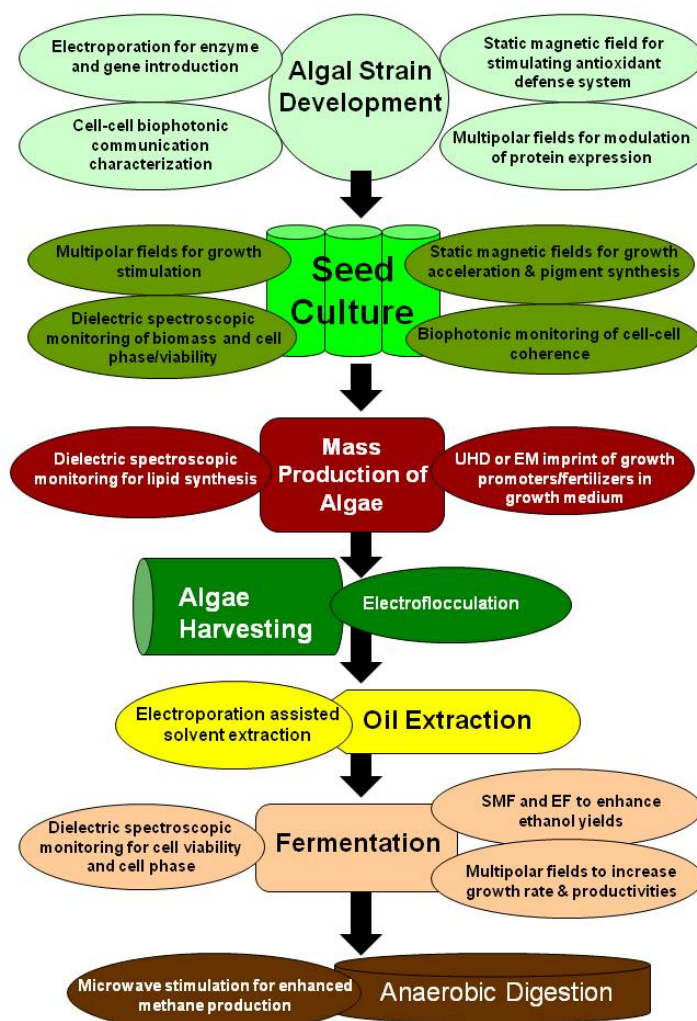 Electroporation for enzyme
and gene introduction
Algal Strain
Development
Static magnetic field for
stimulating antioxidant
defense system
Cell-cell biophotonic
communication
characterization
Multipolar fields for modulation
of protein expression
Multipolar fields for growth
stimulation
Seed
Culture
Static magnetic fields for growth
acceleration & pigment synthesis
Dielectric spectroscopic
monitoring of biomass and cell
phase/viability
Biophotonic monitoring of cell-cell
coherence
Dielectric spectroscopic
monitoring for lipid synthesis
Mass
Production of
Algae
UHD or EM imprint of growth
promoters/fertilizers in
growth medium
Algae
Harvesting
Electroflocculation
Electroporation assisted
solvent extraction
Oil Extraction
Dielectric spectroscopic
monitoring for cell viability
and cell phase
Fermentation
SMF and EF to enhance
ethanol yields
Multipolar fields to increase
growth rate & productivities
Microwave stimulation for enhanced
methane production
Anaerobic Digestion